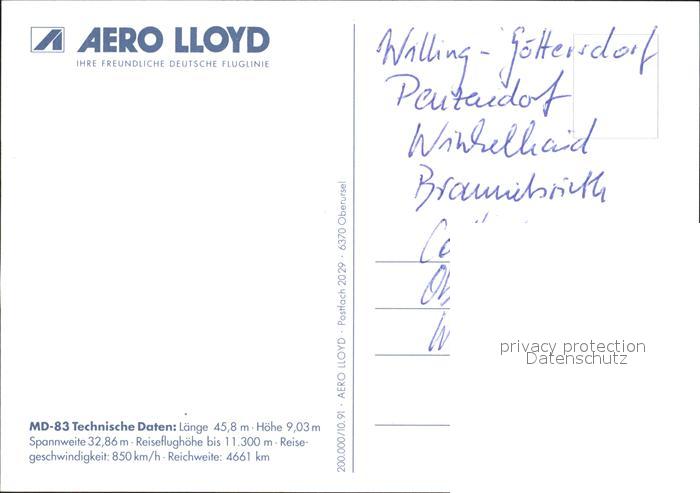 AERO LLOYD
IHRE FREUNDLICHE DEUTSCHE FLUGLINIE
MD-83 Technische Daten: Länge 45,8 m · Höhe 9,03 m
Spannweite 32,86 m · Reiseflughöhe bis 11.300 m · Reise-
geschwindigkeit: 850 km/h · Reichweite: 4661 km
200.000/10.91 · AERO LLOYD · Postfach 2029 · 6370 Oberursel
Willing - Göttersdorf
Penzendorf
Winkelhaid
privacy protection
Datenschutz